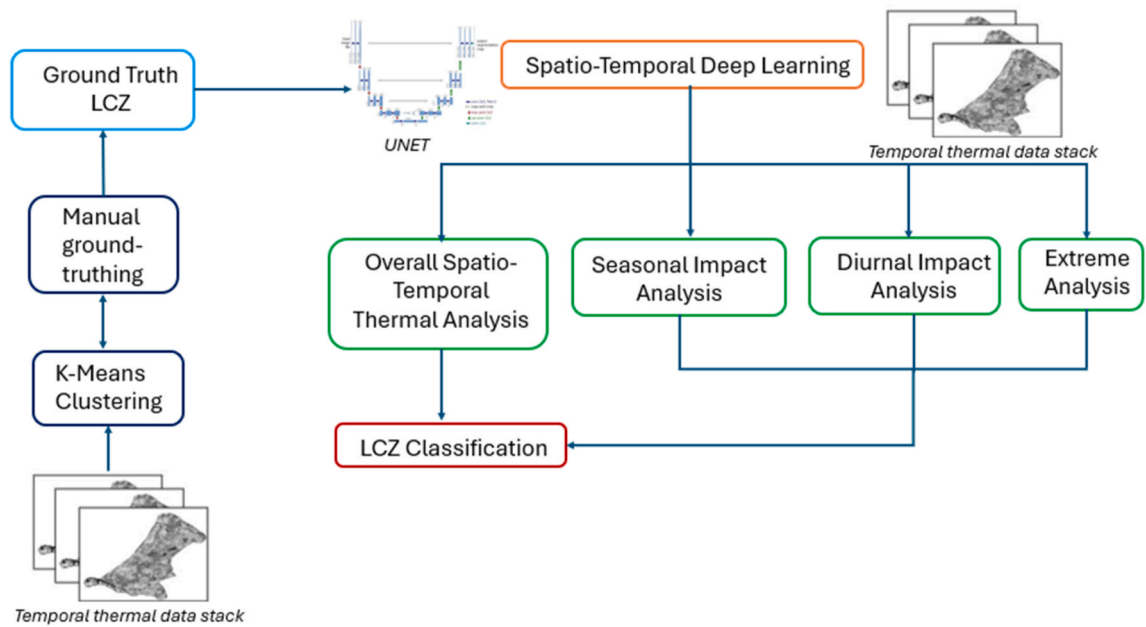 Ground Truth
LCZ
UNET
Spatio-Temporal Deep Learning
Temporal thermal data stack
Manual
ground-
truthing
Overall Spatio-
Temporal
Thermal Analysis
Seasonal Impact
Analysis
Diurnal Impact
Analysis
Extreme
Analysis
K-Means
Clustering
LCZ Classification
Temporal thermal data stack